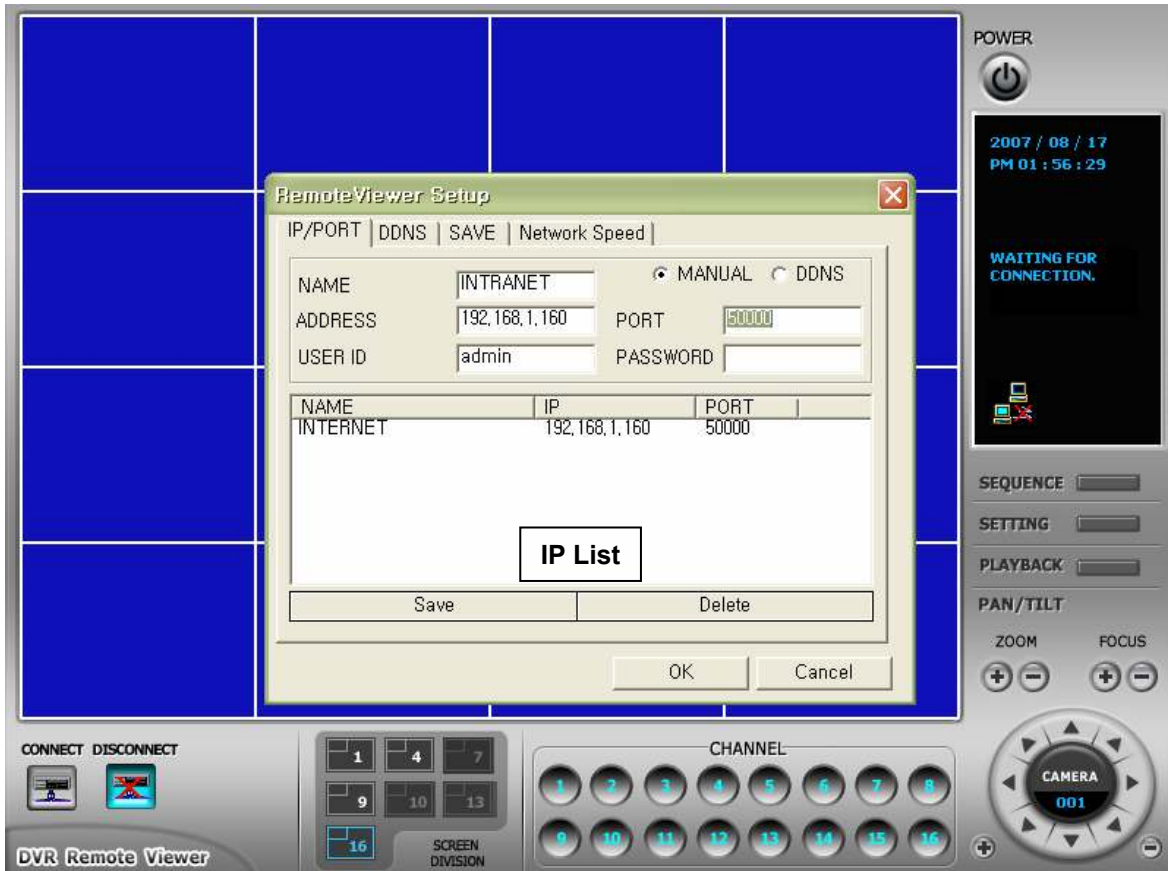 POWER
2007 / 08 / 17
PM 01 : 56 : 29
WAITING FOR
CONNECTION.
RemoteViewer Setup
IP/PORT DDNS SAVE Network Speed
NAME INTRANET MANUAL DDNS
ADDRESS 192,168,1,160 PORT 50000
USER ID admin PASSWORD
NAME IP PORT
INTERNET 192,168,1,160 50000
IP List
Save Delete
OK Cancel
SEQUENCE
SETTING
PLAYBACK
PAN/TILT
ZOOM FOCUS
CONNECT DISCONNECT
1 4 7
9 10 13
16
SCREEN
DIVISION
CHANNEL
1 2 3 4 5 6 7 8
9 10 11 12 13 14 15 16
CAMERA
001
DVR Remote Viewer